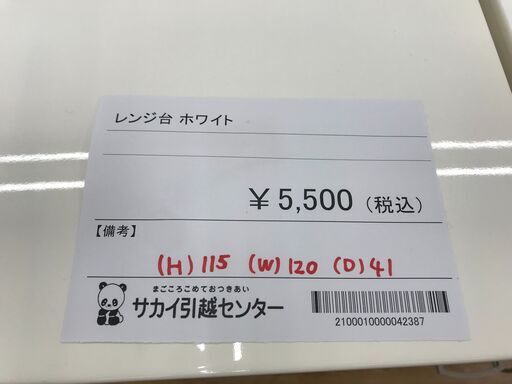 レンジ台 ホワイト
¥5,500（税込）
【備考】
(H)115 (W)120 (D)41
まごころこめておつきあい
サカイ引越センター
2100010000042387